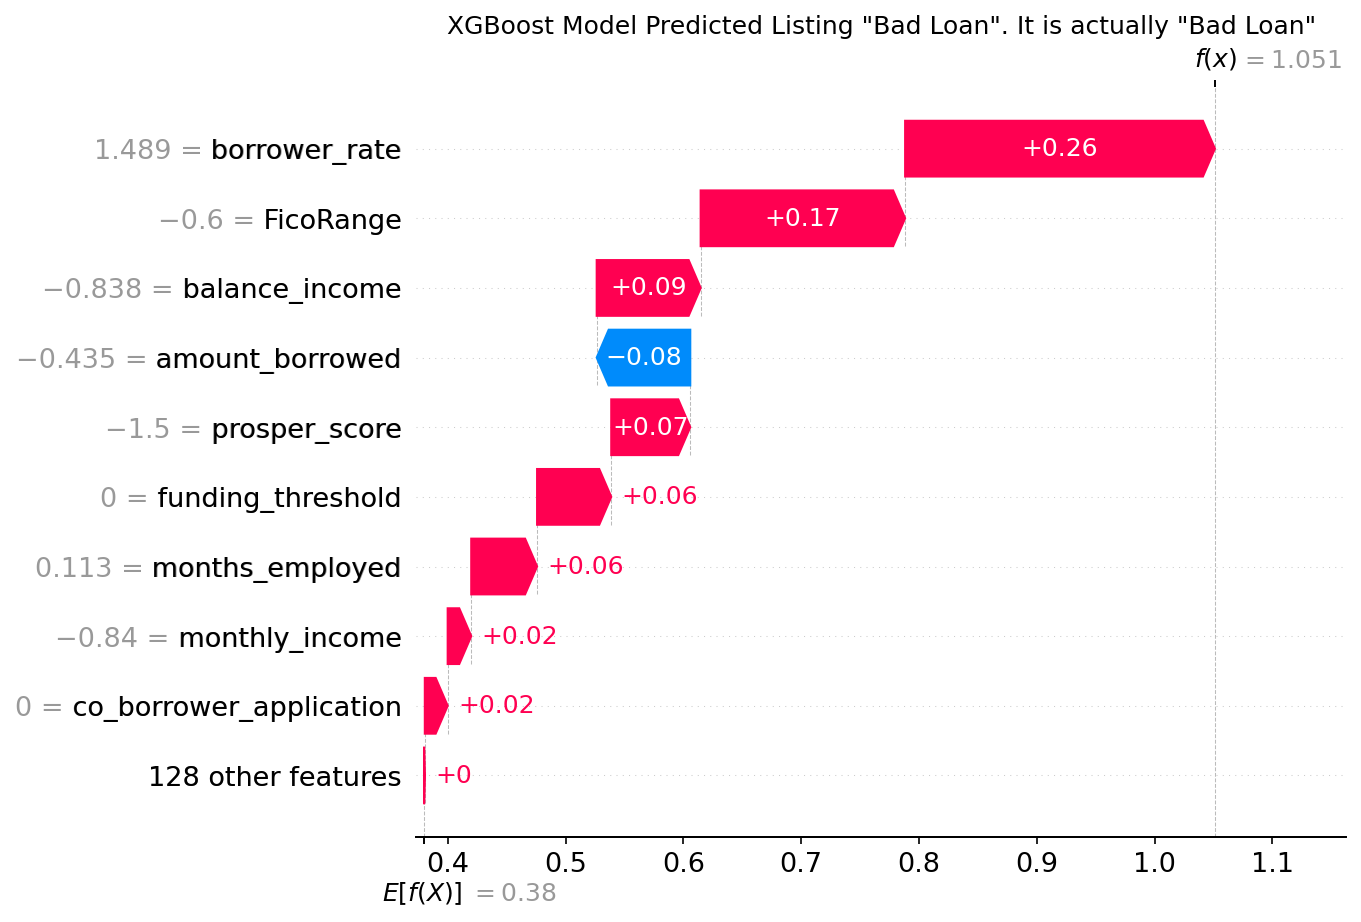 XGBoost Model Predicted Listing "Bad Loan". It is actually "Bad Loan"
f(x) = 1.051
1.489 = borrower_rate +0.26
−0.6 = FicoRange +0.17
−0.838 = balance_income +0.09
−0.435 = amount_borrowed −0.08
−1.5 = prosper_score +0.07
0 = funding_threshold +0.06
0.113 = months_employed +0.06
−0.84 = monthly_income +0.02
0 = co_borrower_application +0.02
128 other features +0
0.4 0.5 0.6 0.7 0.8 0.9 1.0 1.1
E[f(X)] = 0.38